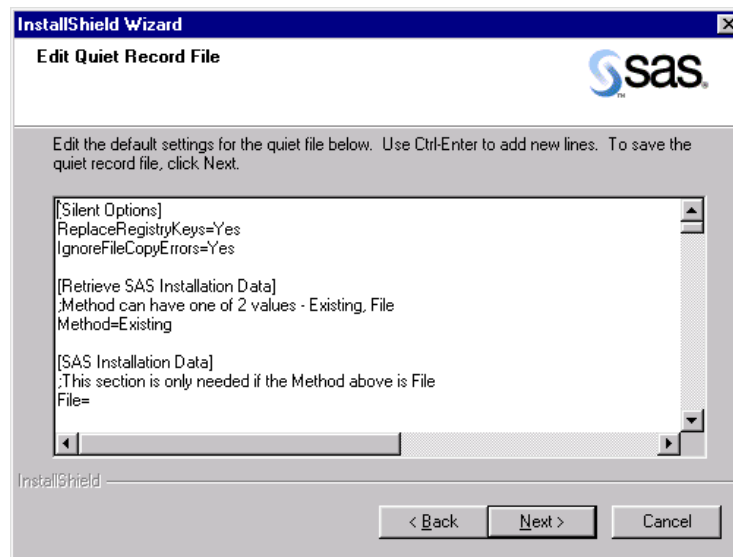 InstallShield Wizard
Edit Quiet Record File
sas.
TM
Edit the default settings for the quiet file below.  Use Ctrl-Enter to add new lines.  To save the
quiet record file, click Next.
[Silent Options]
ReplaceRegistryKeys=Yes
IgnoreFileCopyErrors=Yes
[Retrieve SAS Installation Data]
;Method can have one of 2 values - Existing, File
Method=Existing
[SAS Installation Data]
;This section is only needed if the Method above is File
File=
InstallShield
< Back
Next >
Cancel